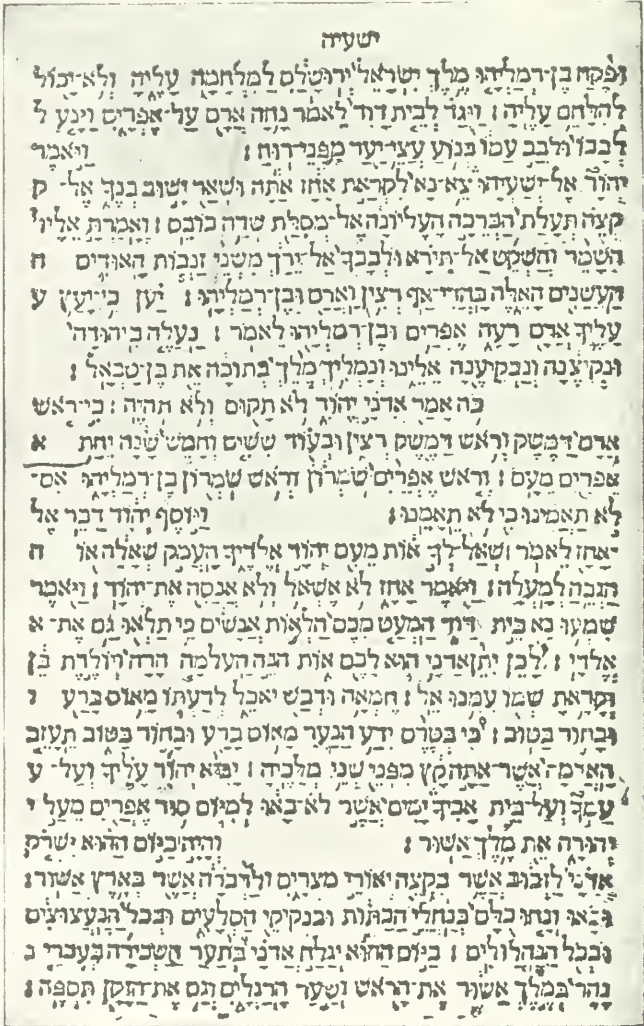 ישעיה
ופקח בן־רמליהו מלך ישראל ירושלם למלחמה עליה ולא יכול
להלחם עליה : ויגד לבית דוד לאמר נחה ארם על־אפרים וינע ל
לבבו ולבב עמו כנוע עצי־יער מפני־רוח : ויאמר
יהוד אל־ישעיהו צא־נא לקראת אחז אתה ושאר ישוב בנך אל־ ק
קצה תעלת הברכה העליונה אל־מסלת שדה כובס : ואמרת אליו
השמר והשקט אל־תירא ולבבך אל־ירך משני זנבות האודים ה
העשנים האלה בחרי־אף רצין וארם ובן־רמליהו : יען כי־יעץ ע
עליך ארם רעה אפרים ובן־רמליהו לאמר : נעלה ביהודה
ונקיצנה ונבקיענה אלינו ונמליך מלך בתוכה את בן־טבאל :
כה אמר אדני יהוד לא תקום ולא תהיה : כי ראש
ארם דמשק וראש דמשק רצין ובעוד ששים וחמש שנה יחת א
אפרים מעם : וראש אפרים שמרון וראש שמרון בן־רמליהו אם־
לא תאמינו כי לא תאמנו : ויוסף יהוד דבר אל
־אחז לאמר : שאל־לך אות מעם יהוד אלדיך העמק שאלה או ה
הגבה למעלה : ויאמר אחז לא אשאל ולא אנסה את־יהוד : ויאמר
שמעו נא בית דוד המעט מכם הלאות אנשים כי תלאו גם את־א
אלדי : לכן יתן אדני הוא לכם אות הנה העלמה הרה וילדת בן
וקראת שמו עמנו אל : חמאה ודבש יאכל לדעתו מאוס ברע ו
ובחור בטוב : כי בטרם ידע הנער מאוס ברע ובחור בטוב תעזב
האדמה אשר־אתה קץ מפני שני מלכיה : יביא יהוד עליך ועל־ ע
עמך ועל־בית אביך ימים אשר לא־באו למיום סור אפרים מעל י
יהודה את מלך אשור : והיה ביום ההוא ישרק
אדני לזבוב אשר בקצה יאורי מצרים ולדברה אשר בארץ אשור :
ובאו ונחו כלם בנחלי הבתות ובנקיקי הסלעים ובכל הנעצוצים
ובכל הנהלולים : ביום ההוא יגלח אדני בתער השכירה בעברי נ
נהר במלך אשור את־הראש ושער הרגלים וגם את־הזקן תספה :